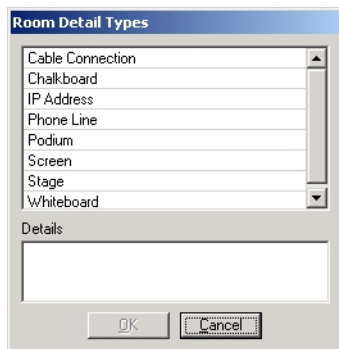 Room Detail Types
Cable Connection
Chalkboard
IP Address
Phone Line
Podium
Screen
Stage
Whiteboard
Details
OK Cancel